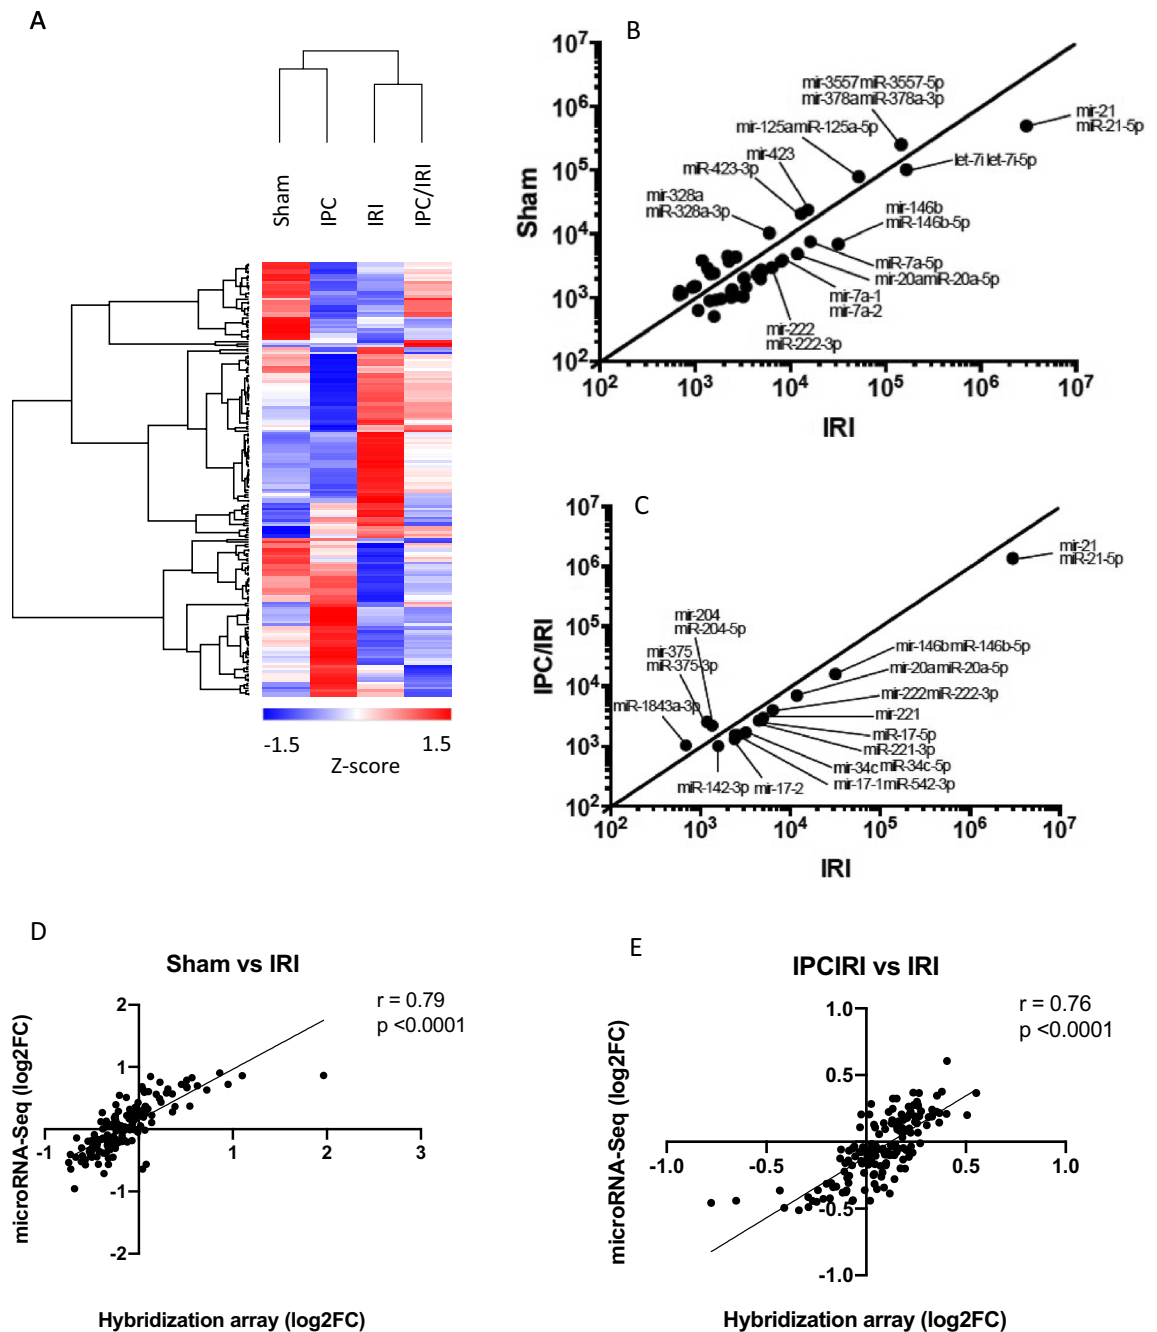 A
Sham
IPC
IRI
IPC/IRI
-1.5
1.5
Z-score
B
Sham
10^7
10^6
10^5
10^4
10^3
10^2
mir-3557 miR-3557-5p
mir-378a miR-378a-3p
mir-125a miR-125a-5p
mir-423
miR-423-3p
mir-328a
miR-328a-3p
mir-21
miR-21-5p
let-7i let-7i-5p
mir-146b
miR-146b-5p
miR-7a-5p
mir-20a miR-20a-5p
mir-7a-1
mir-7a-2
mir-222
miR-222-3p
10^2
10^3
10^4
10^5
10^6
10^7
IRI
C
IPC/IRI
10^7
10^6
10^5
10^4
10^3
10^2
mir-21
miR-21-5p
mir-204
miR-204-5p
mir-375
miR-375-3p
miR-1843a-3p
mir-146b miR-146b-5p
mir-20a miR-20a-5p
mir-222 miR-222-3p
mir-221
miR-17-5p
miR-221-3p
mir-34c miR-34c-5p
mir-17-1 miR-542-3p
miR-142-3p mir-17-2
10^2
10^3
10^4
10^5
10^6
10^7
IRI
D
Sham vs IRI
r = 0.79
p <0.0001
microRNA-Seq (log2FC)
2
1
-1
-2
-1
1
2
3
Hybridization array (log2FC)
E
IPCIRI vs IRI
r = 0.76
p <0.0001
microRNA-Seq (log2FC)
1.0
0.5
-0.5
-1.0
-1.0
-0.5
0.5
1.0
Hybridization array (log2FC)